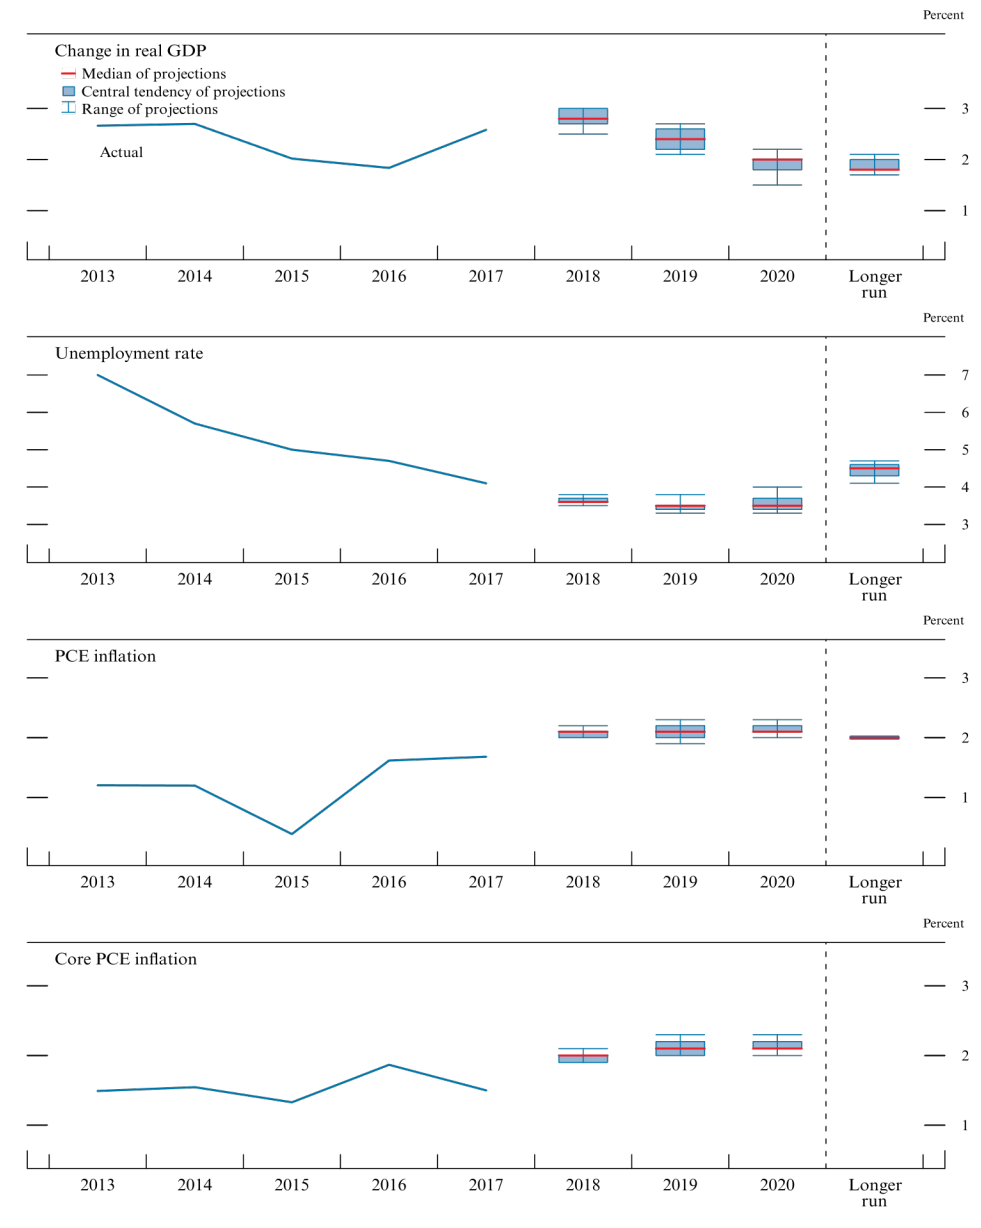 Percent
Change in real GDP
Median of projections
Central tendency of projections
Range of projections
Actual
3
2
1
2013 2014 2015 2016 2017 2018 2019 2020 Longer
run
Percent
Unemployment rate
7
6
5
4
3
2013 2014 2015 2016 2017 2018 2019 2020 Longer
run
Percent
PCE inflation
3
2
1
2013 2014 2015 2016 2017 2018 2019 2020 Longer
run
Percent
Core PCE inflation
3
2
1
2013 2014 2015 2016 2017 2018 2019 2020 Longer
run